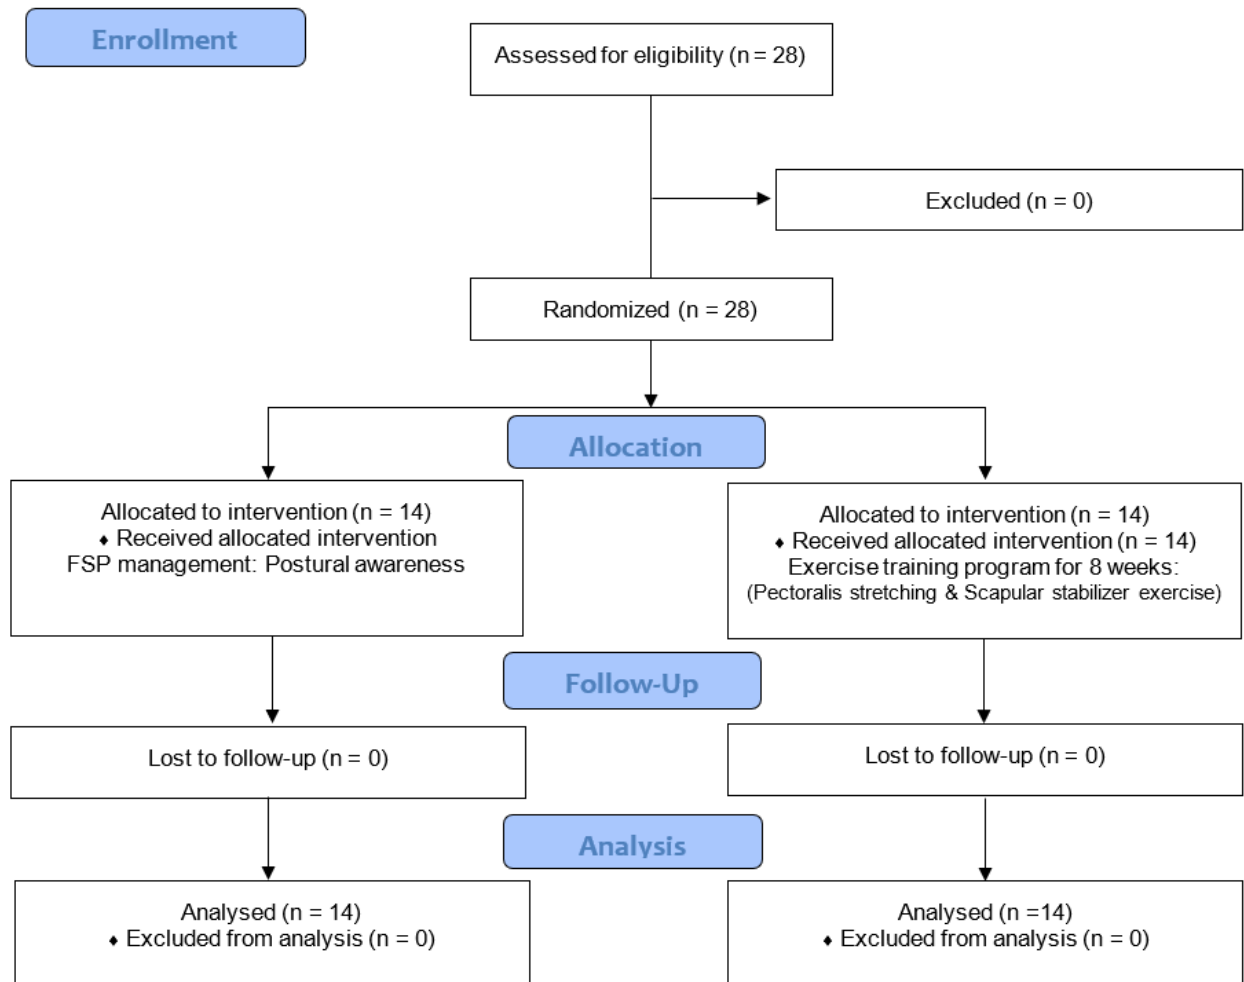 Enrollment
Assessed for eligibility (n = 28)
Excluded (n = 0)
Randomized (n = 28)
Allocation
Allocated to intervention (n = 14)
♦ Received allocated intervention
FSP management: Postural awareness
Allocated to intervention (n = 14)
♦ Received allocated intervention (n = 14)
Exercise training program for 8 weeks:
(Pectoralis stretching & Scapular stabilizer exercise)
Follow-Up
Lost to follow-up (n = 0)
Lost to follow-up (n = 0)
Analysis
Analysed (n = 14)
♦ Excluded from analysis (n = 0)
Analysed (n =14)
♦ Excluded from analysis (n = 0)